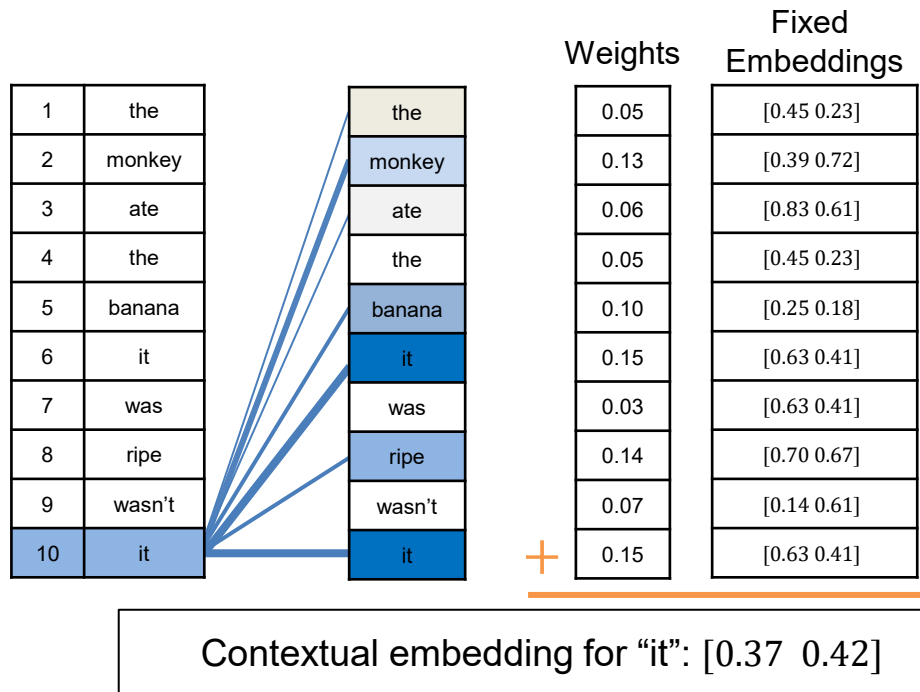 Weights
Fixed
Embeddings
1 the the 0.05 [0.45 0.23]
2 monkey monkey 0.13 [0.39 0.72]
3 ate ate 0.06 [0.83 0.61]
4 the the 0.05 [0.45 0.23]
5 banana banana 0.10 [0.25 0.18]
6 it it 0.15 [0.63 0.41]
7 was was 0.03 [0.63 0.41]
8 ripe ripe 0.14 [0.70 0.67]
9 wasn't wasn't 0.07 [0.14 0.61]
10 it it + 0.15 [0.63 0.41]
Contextual embedding for “it”: [0.37 0.42]